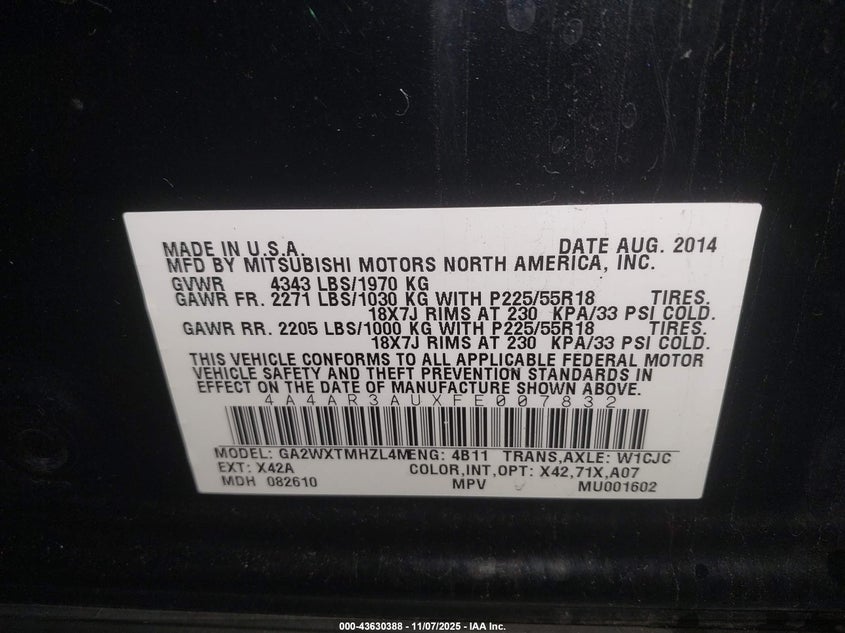 MADE IN U.S.A. DATE AUG. 2014
MFD BY MITSUBISHI MOTORS NORTH AMERICA, INC.
GVWR 4343 LBS/1970 KG
GAWR FR. 2271 LBS/1030 KG WITH P225/55R18 TIRES.
18X7J RIMS AT 230 KPA/33 PSI COLD.
GAWR RR. 2205 LBS/1000 KG WITH P225/55R18 TIRES.
18X7J RIMS AT 230 KPA/33 PSI COLD.
THIS VEHICLE CONFORMS TO ALL APPLICABLE FEDERAL MOTOR
VEHICLE SAFETY AND THEFT PREVENTION STANDARDS IN
EFFECT ON THE DATE OF MANUFACTURE SHOWN ABOVE.
4A4AR3AUXFE007832
MODEL: GA2WXTMHZL4M ENG: 4B11 TRANS,AXLE: W1CJC
EXT: X42A COLOR,INT,OPT: X42,71X,A07
MDH 082610 MPV MU001602
000-43630388 - 11/07/2025 - IAA Inc.